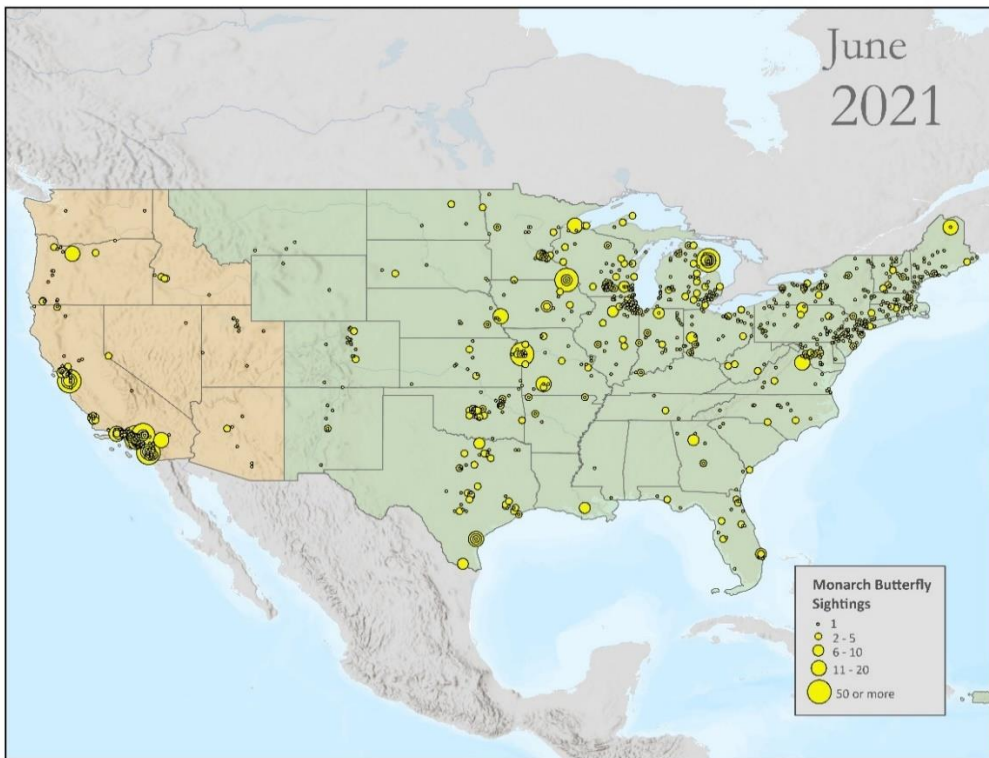 June
2021
Monarch Butterfly
Sightings
1
2 - 5
6 - 10
11 - 20
50 or more